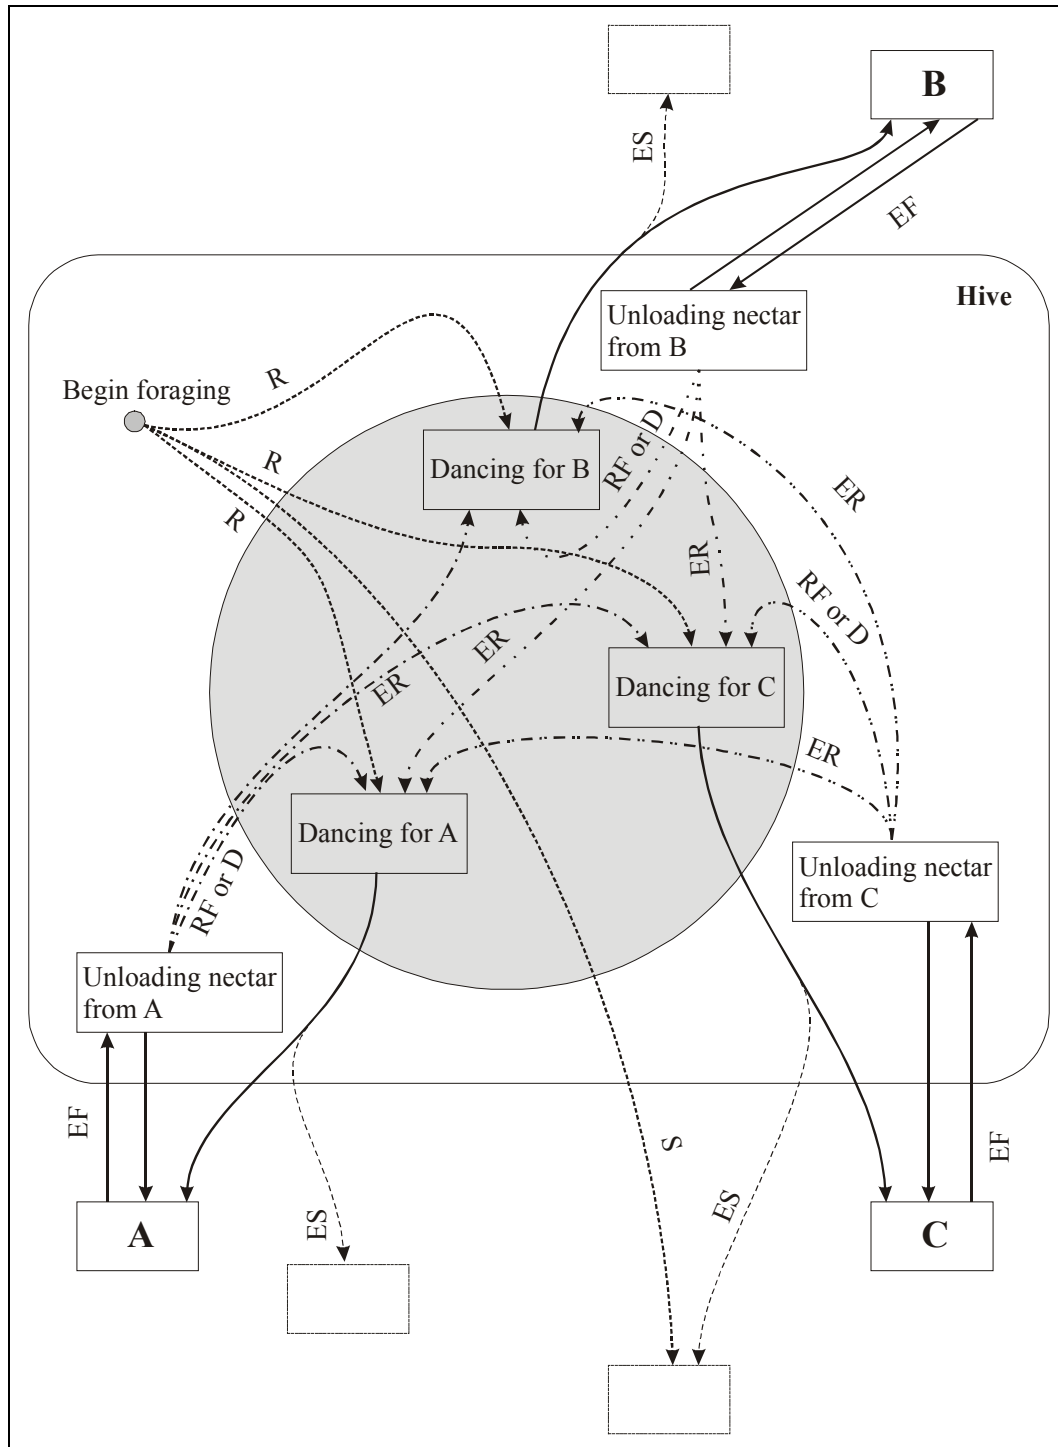 B
ES
EF
Hive
Unloading nectar
from B
Begin foraging
R
R
R
Dancing for B
RF or D
ER
ER
RF or D
ER
ER
Dancing for C
ER
Dancing for A
Unloading nectar
from C
RF or D
Unloading nectar
from A
EF
S
EF
ES
ES
A
C